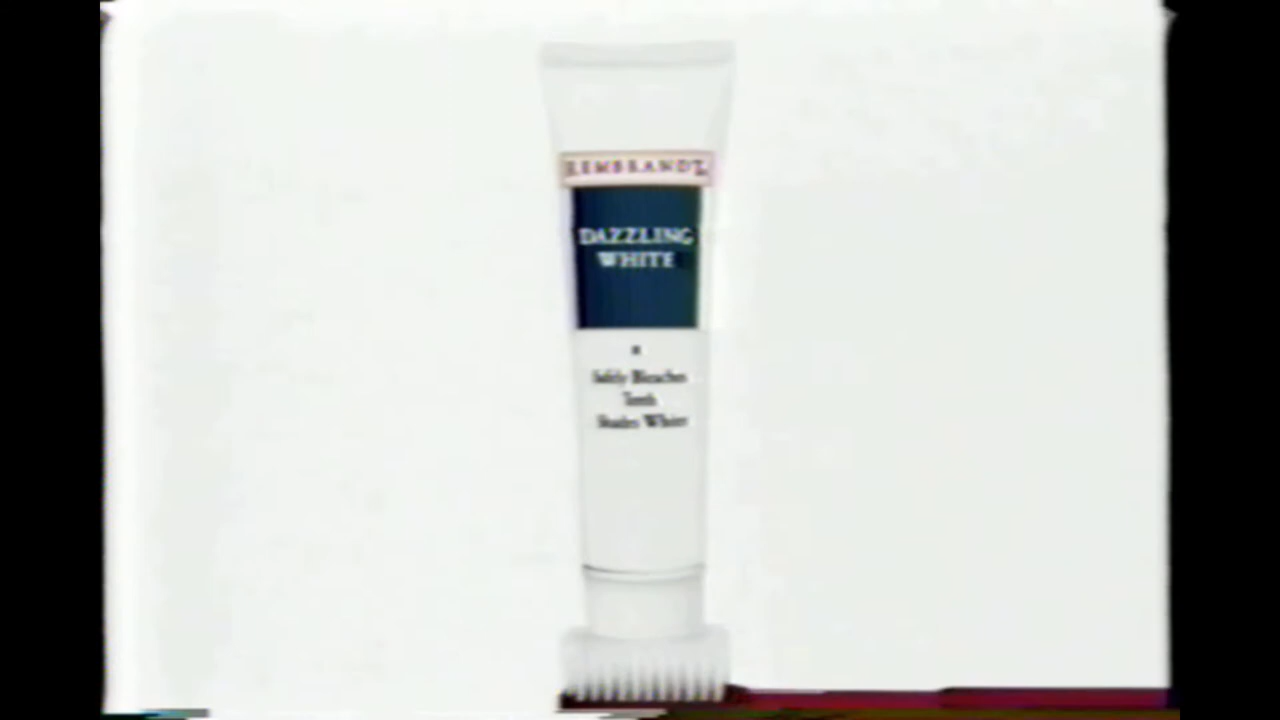 REMBRANDT
DAZZLING
WHITE
Safely Bleaches
Teeth
Shades Whiter